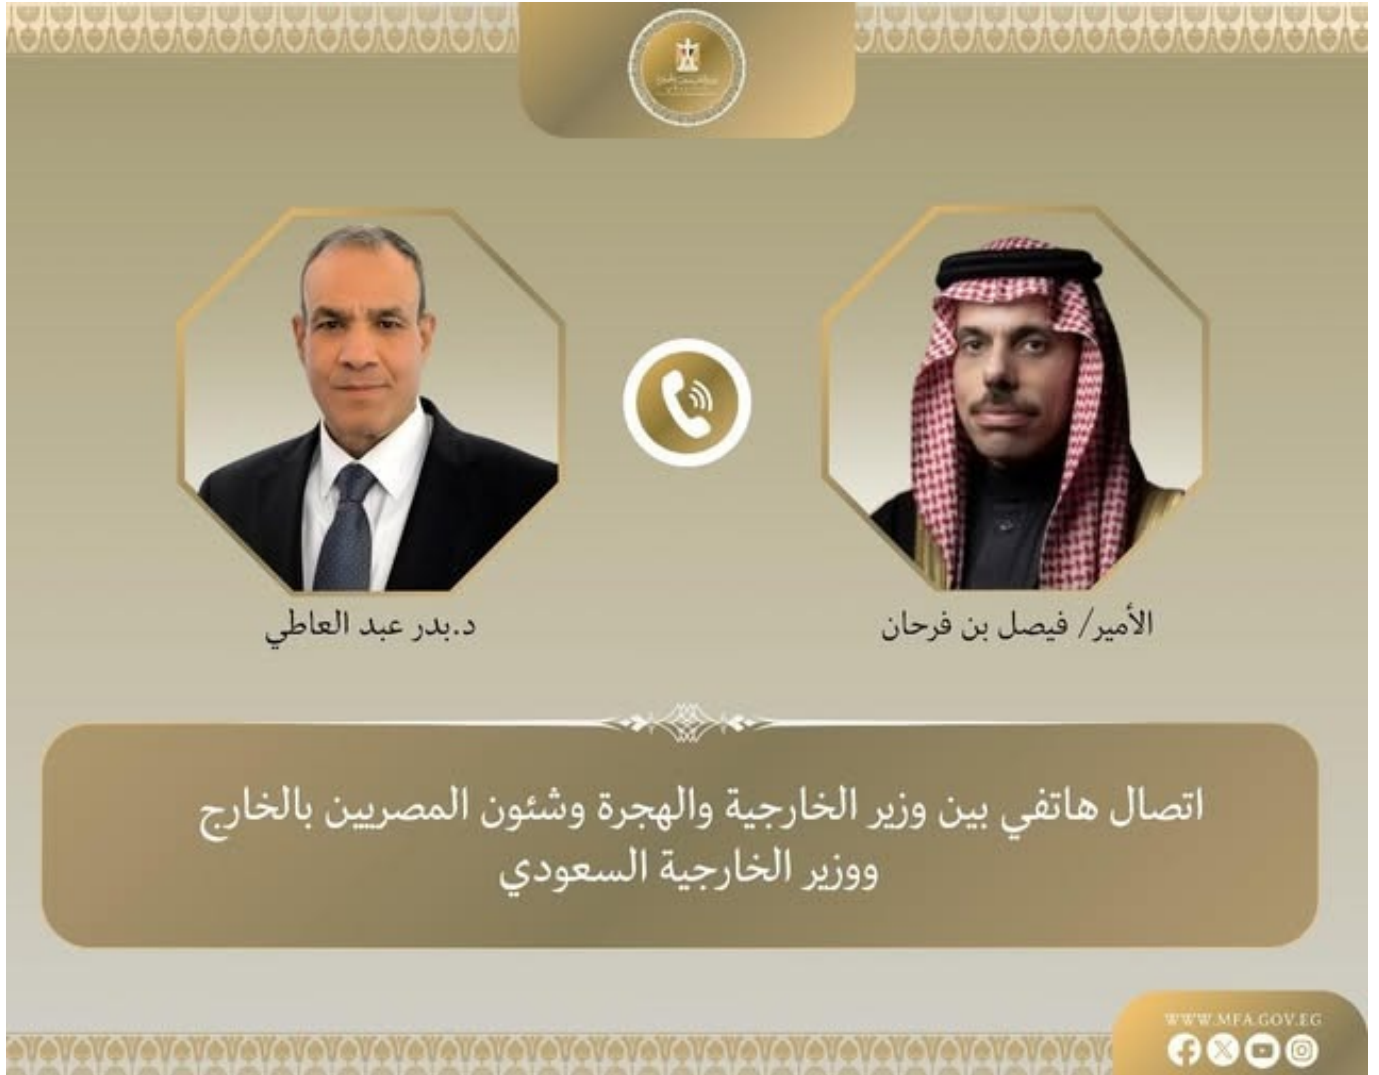 الأمير/ فيصل بن فرحان
د.بدر عبد العاطي
اتصال هاتفي بين وزير الخارجية والهجرة وشئون المصريين بالخارج
ووزير الخارجية السعودي
WWW.MFA.GOV.EG